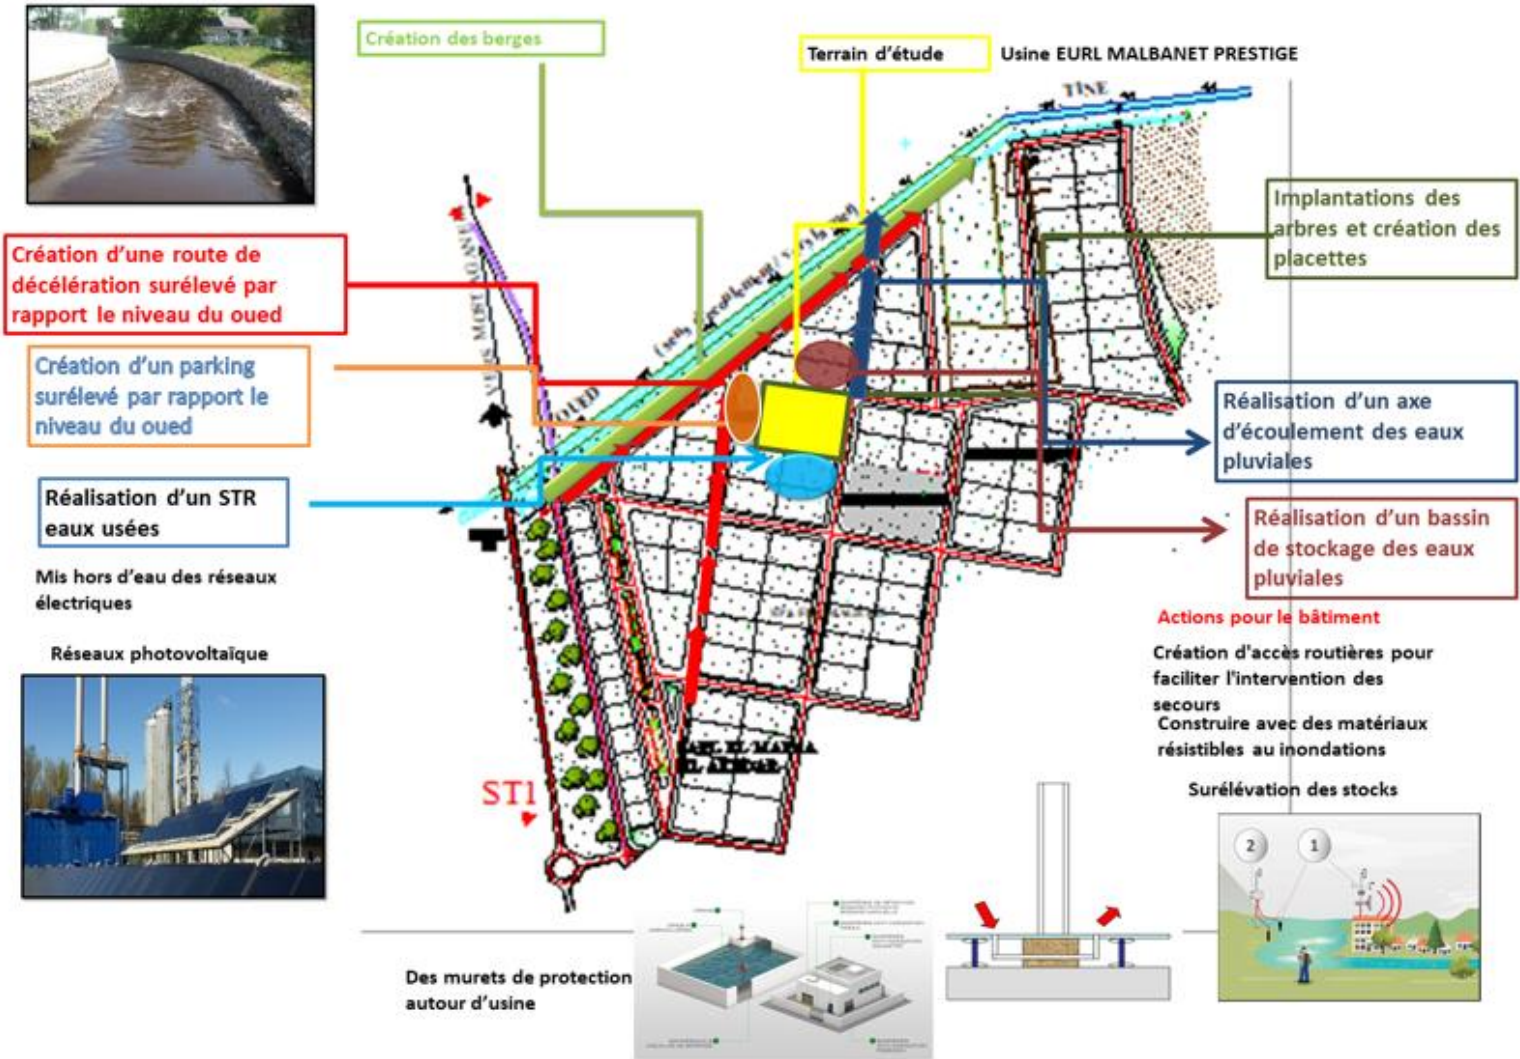 Création des berges
Terrain d'étude
Usine EURL MALBANET PRESTIGE
TINE
Implantations des
arbres et création des
placettes
Création d'une route de
décélération surélevé par
rapport le niveau du oued
Création d'un parking
surélevé par rapport le
niveau du oued
OUED
Réalisation d'un axe
d'écoulement des eaux
pluviales
Réalisation d'un STR
eaux usées
Réalisation d'un bassin
de stockage des eaux
pluviales
Mis hors d'eau des réseaux
électriques
Réseaux photovoltaïque
Actions pour le bâtiment
Création d'accès routières pour
faciliter l'intervention des
secours
Construire avec des matériaux
résistibles au inondations
Surélévation des stocks
ST1
2
1
Des murets de protection
autour d'usine